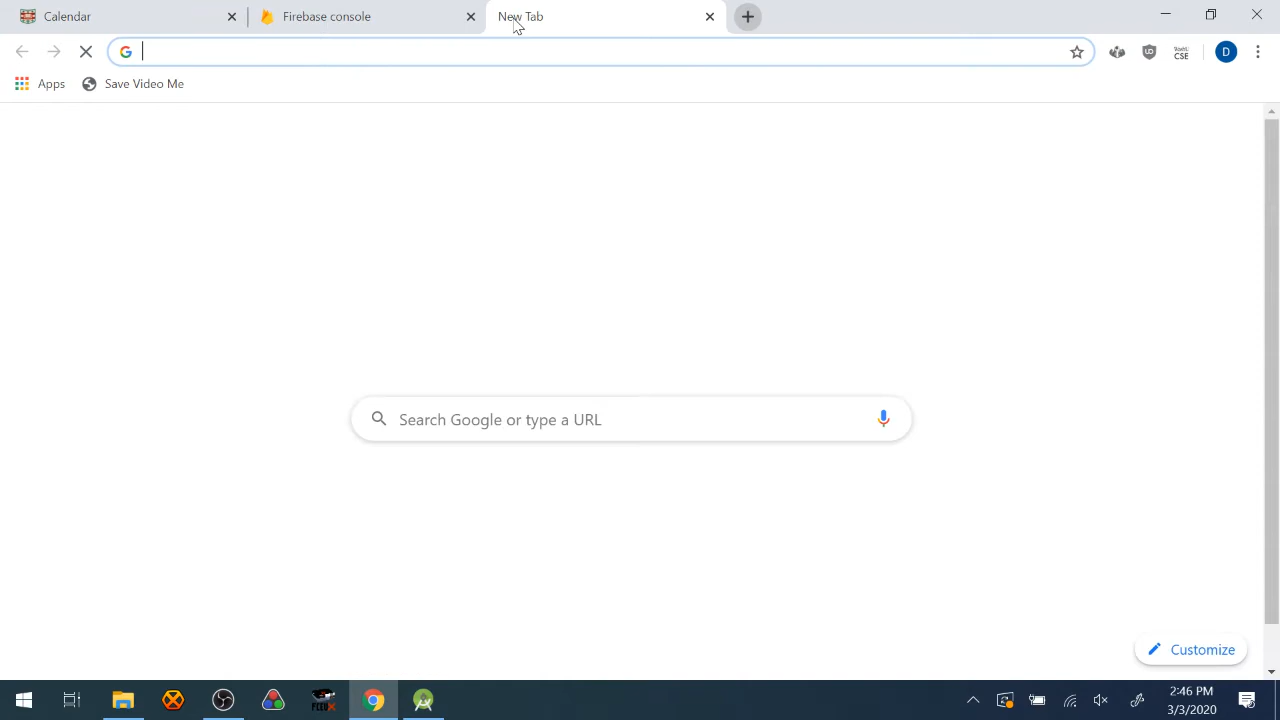 Calendar
Firebase console
New Tab
Apps
Save Video Me
CSE
D
Search Google or type a URL
Customize
2:46 PM
3/3/2020